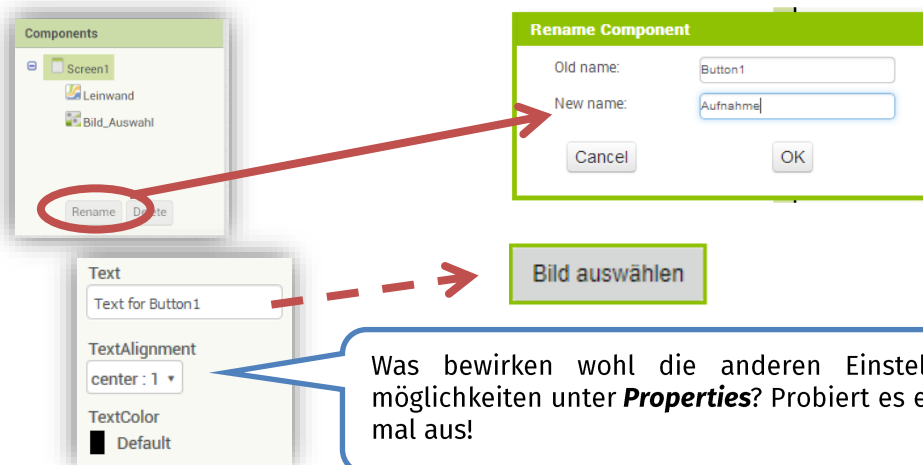 Components
Screen1
Leinwand
Bild_Auswahl
Rename Delete
Rename Component
Old name: Button1
New name: Aufnahme
Cancel OK
Text
Text for Button1
TextAlignment
center : 1
TextColor
Default
Bild auswählen
Was bewirken wohl die anderen Einstel
möglichkeiten unter Properties? Probiert es e
mal aus!